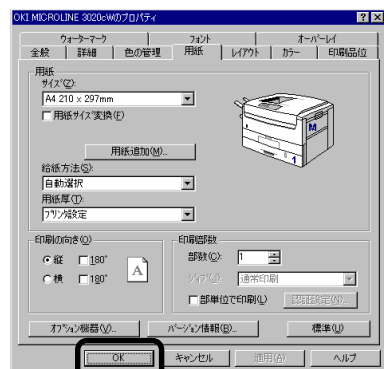 OKI MICROLINE 3020cWのプロパティ
ウォーターマーク フォント オーバーレイ
全般 詳細 色の管理 用紙 レイアウト カラー 印刷品位
用紙
サイズ(Z):
A4 210 x 297mm
用紙サイズ変換(E)
用紙追加(M)...
給紙方法(S):
自動選択
用紙厚(T):
プリンタ設定
M
1
印刷の向き(O)
縦 180°
横 180°
A
印刷部数
部数(C): 1
ジョブ(J): 通常印刷
部単位で印刷(L) 認証設定(N)...
オプション機器(V)... バージョン情報(B)... 標準(U)
OK キャンセル 適用(A) ヘルプ